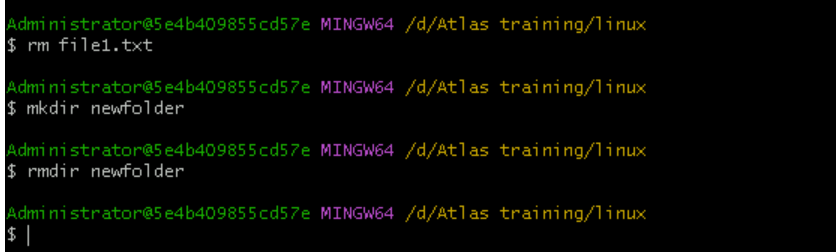 Administrator@5e4b409855cd57e MINGW64 /d/Atlas training/linux
$ rm file1.txt
Administrator@5e4b409855cd57e MINGW64 /d/Atlas training/linux
$ mkdir newfolder
Administrator@5e4b409855cd57e MINGW64 /d/Atlas training/linux
$ rmdir newfolder
Administrator@5e4b409855cd57e MINGW64 /d/Atlas training/linux
$